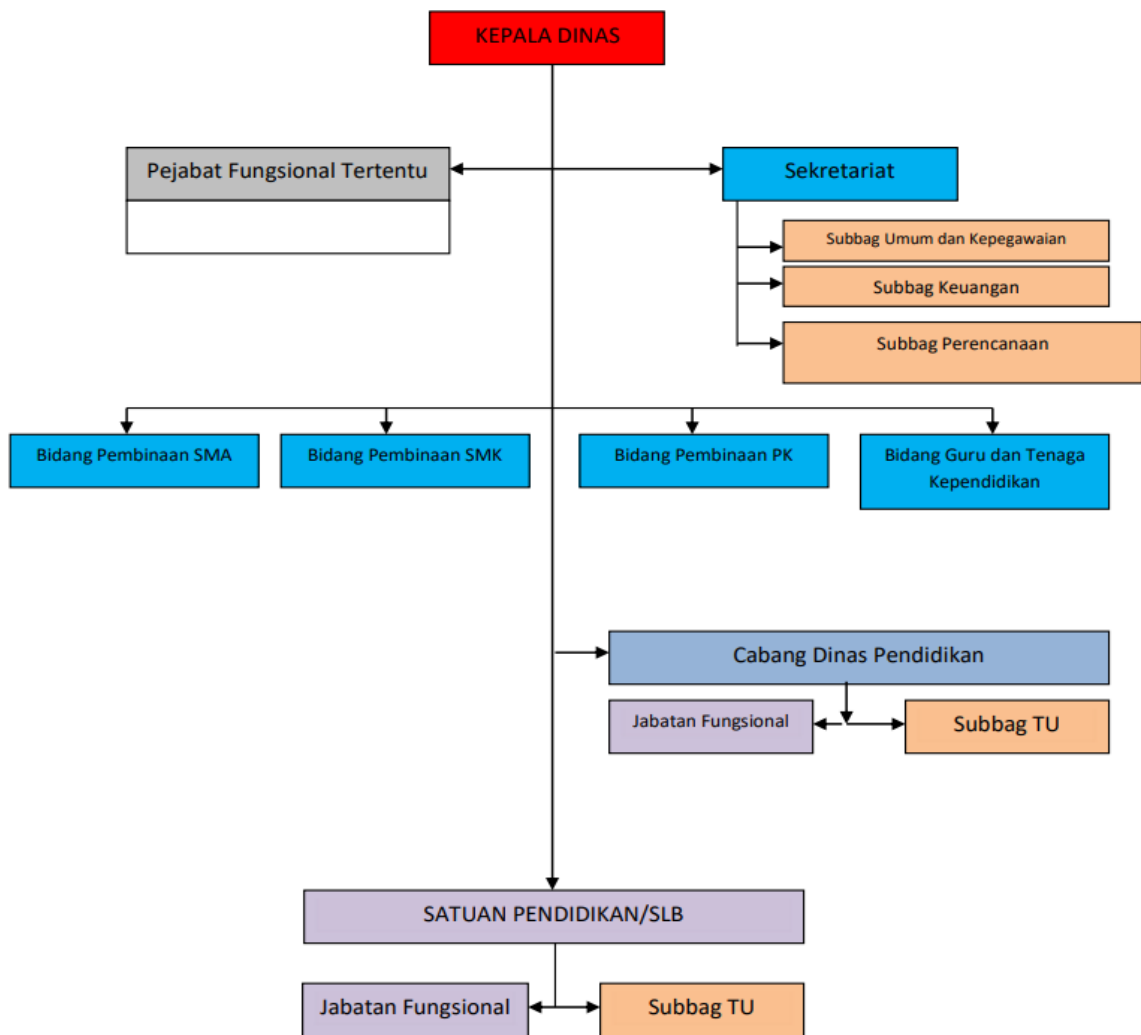 KEPALA DINAS
Pejabat Fungsional Tertentu
Sekretariat
Subbag Umum dan Kepegawaian
Subbag Keuangan
Subbag Perencanaan
Bidang Pembinaan SMA
Bidang Pembinaan SMK
Bidang Pembinaan PK
Bidang Guru dan Tenaga
Kependidikan
Cabang Dinas Pendidikan
Jabatan Fungsional
Subbag TU
SATUAN PENDIDIKAN/SLB
Jabatan Fungsional
Subbag TU